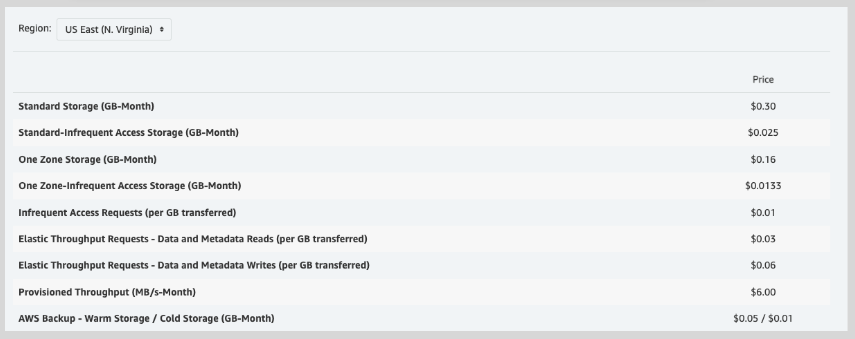 Region: US East (N. Virginia)
Price
Standard Storage (GB-Month) $0.30
Standard-Infrequent Access Storage (GB-Month) $0.025
One Zone Storage (GB-Month) $0.16
One Zone-Infrequent Access Storage (GB-Month) $0.0133
Infrequent Access Requests (per GB transferred) $0.01
Elastic Throughput Requests - Data and Metadata Reads (per GB transferred) $0.03
Elastic Throughput Requests - Data and Metadata Writes (per GB transferred) $0.06
Provisioned Throughput (MB/s-Month) $6.00
AWS Backup - Warm Storage / Cold Storage (GB-Month) $0.05 / $0.01